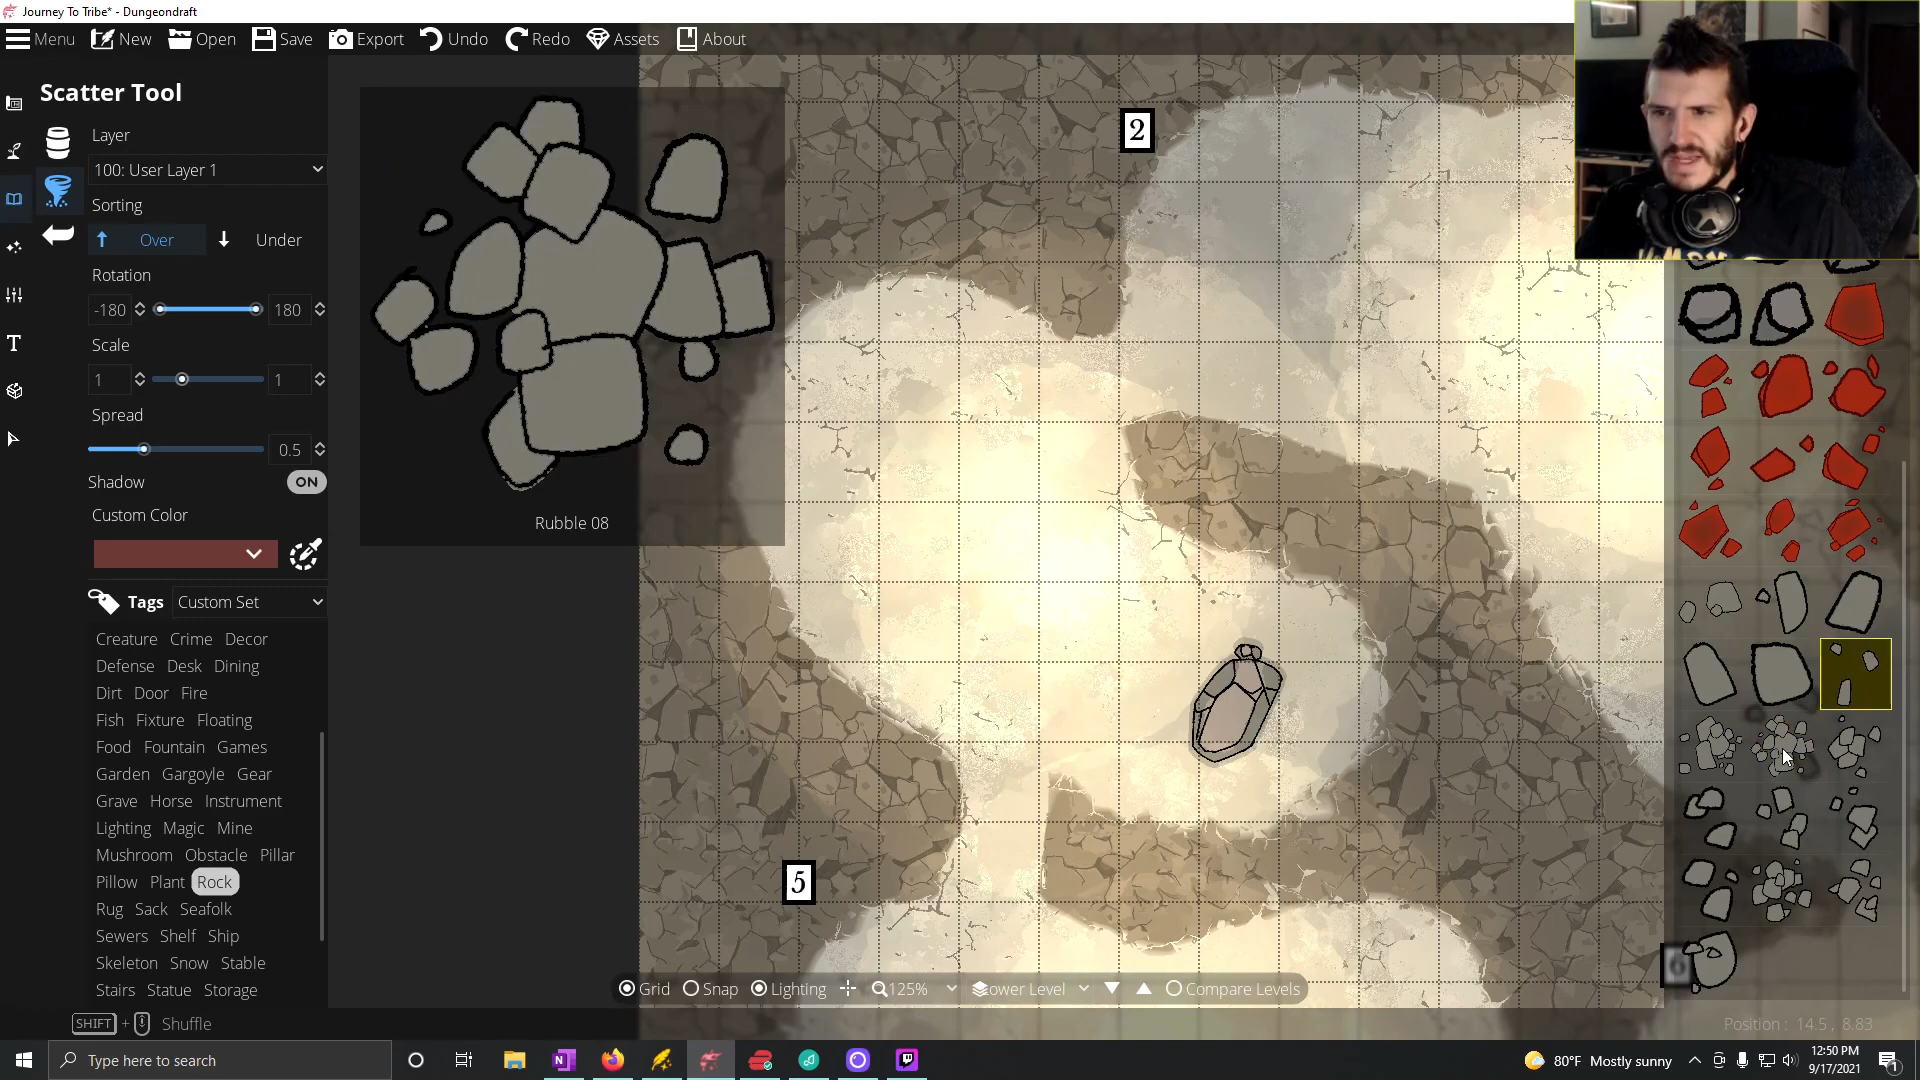 Journey To Tribe* - Dungeondraft
Menu New Open Save Export Undo Redo Assets About
Scatter Tool
Layer
100: User Layer 1
Sorting
Over Under
Rotation
-180 180
Scale
1 1
Spread
0.5
Shadow ON
Custom Color
Tags Custom Set
Creature Crime Decor
Defense Desk Dining
Dirt Door Fire
Fish Fixture Floating
Food Fountain Games
Garden Gargoyle Gear
Grave Horse Instrument
Lighting Magic Mine
Mushroom Obstacle Pillar
Pillow Plant Rock
Rug Sack Seafolk
Sewers Shelf Ship
Skeleton Snow Stable
Stairs Statue Storage
SHIFT + Shuffle
Rubble 08
2
5
6
Grid Snap Lighting 125% ower Level Compare Levels
Position : 14.5 , 8.83
Type here to search
N
80°F Mostly sunny
12:50 PM
9/17/2021
1